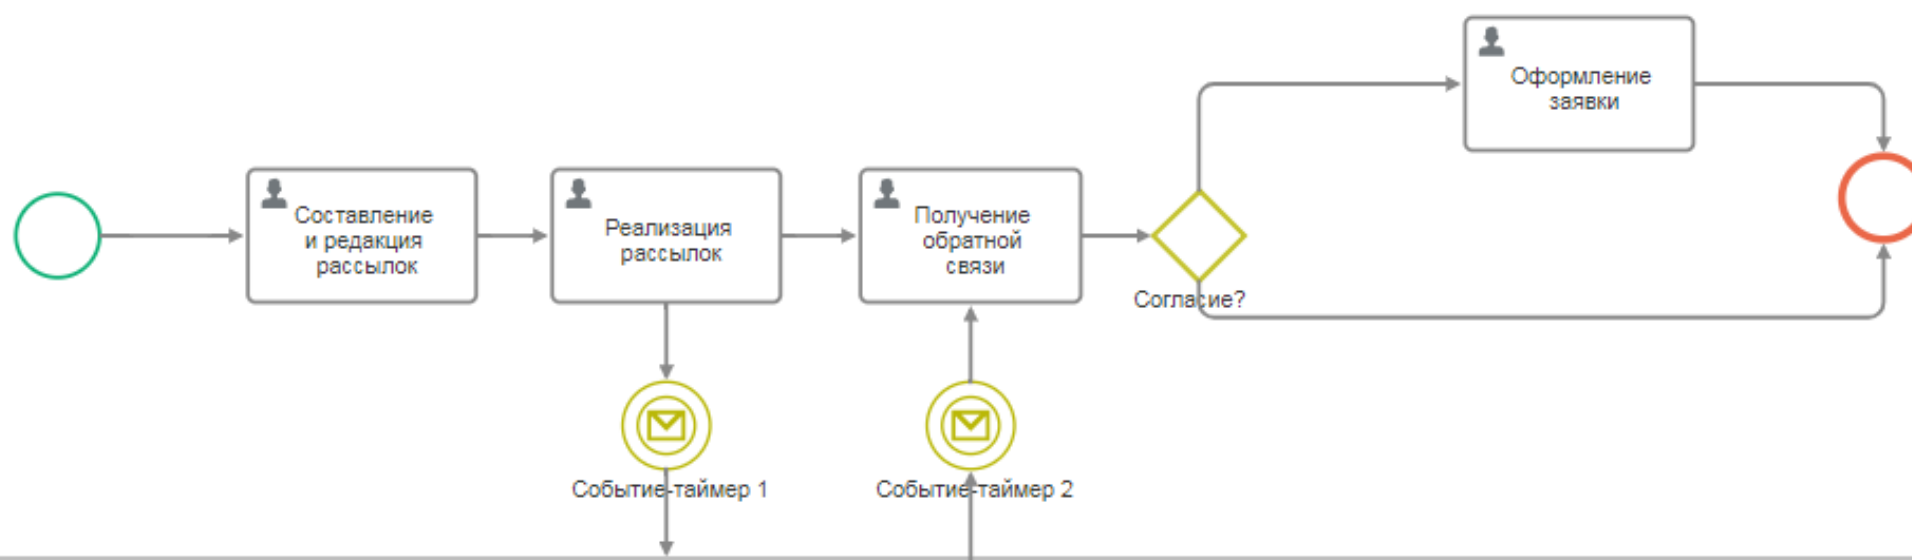 Составление
и редакция
рассылок
Реализация
рассылок
Получение
обратной
связи
Согласие?
Оформление
заявки
Событие-таймер 1
Событие-таймер 2